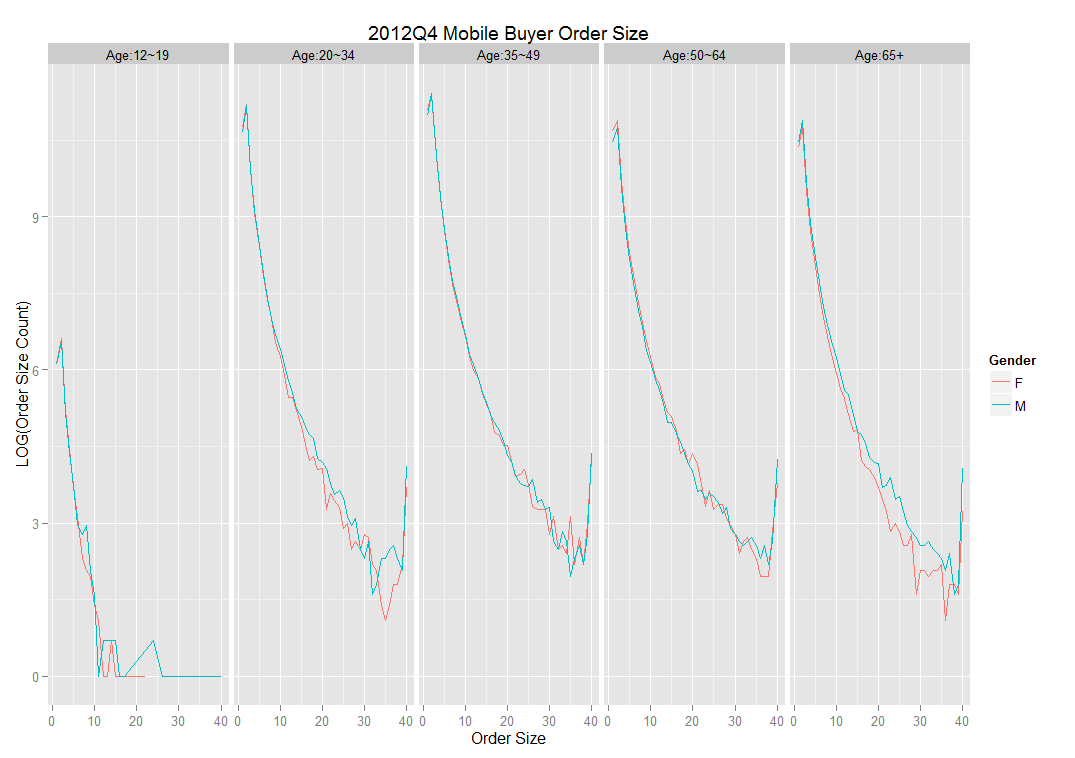 2012Q4 Mobile Buyer Order Size
Age:12~19 Age:20~34 Age:35~49 Age:50~64 Age:65+
LOG(Order Size Count)
9
6
3
0
0 10 20 30 40 0 10 20 30 40 0 10 20 30 40 0 10 20 30 40 0 10 20 30 40
Order Size
Gender
F
M